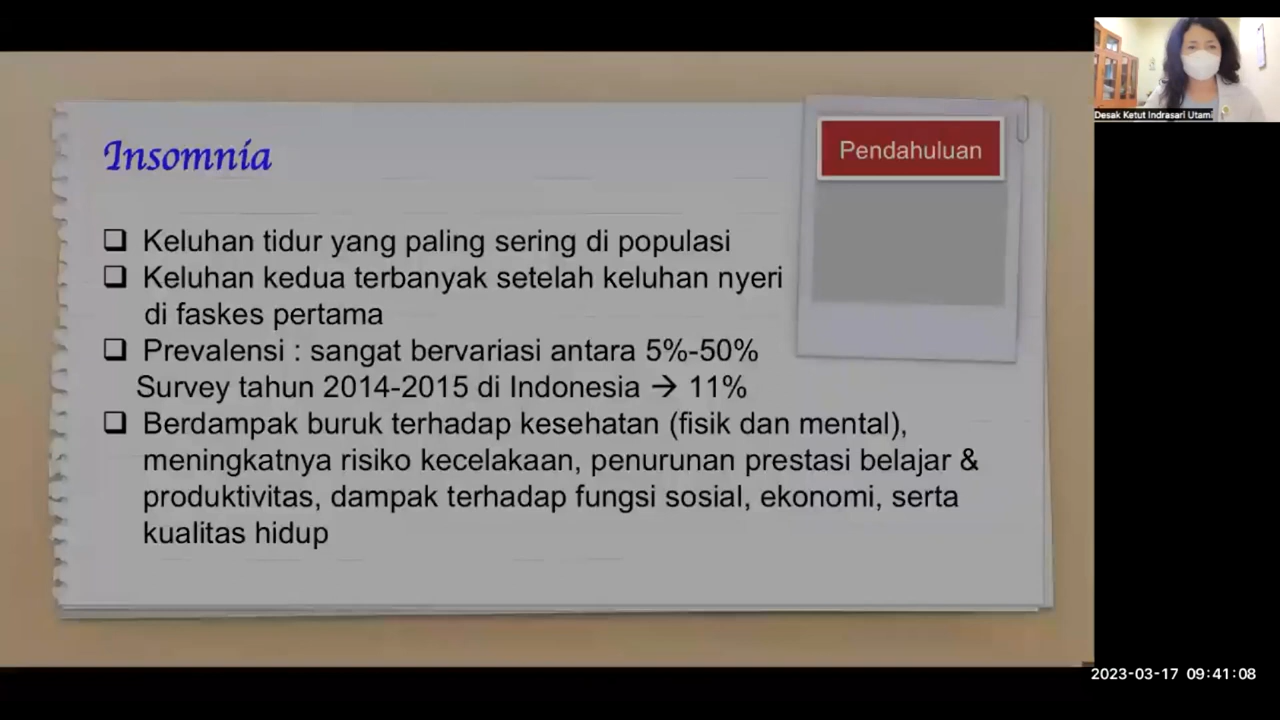 Insomnia
Pendahuluan
❑ Keluhan tidur yang paling sering di populasi
❑ Keluhan kedua terbanyak setelah keluhan nyeri
di faskes pertama
❑ Prevalensi : sangat bervariasi antara 5%-50%
Survey tahun 2014-2015 di Indonesia → 11%
❑ Berdampak buruk terhadap kesehatan (fisik dan mental),
meningkatnya risiko kecelakaan, penurunan prestasi belajar &
produktivitas, dampak terhadap fungsi sosial, ekonomi, serta
kualitas hidup
Desak Ketut Indrasari Utami
2023-03-17 09:41:08